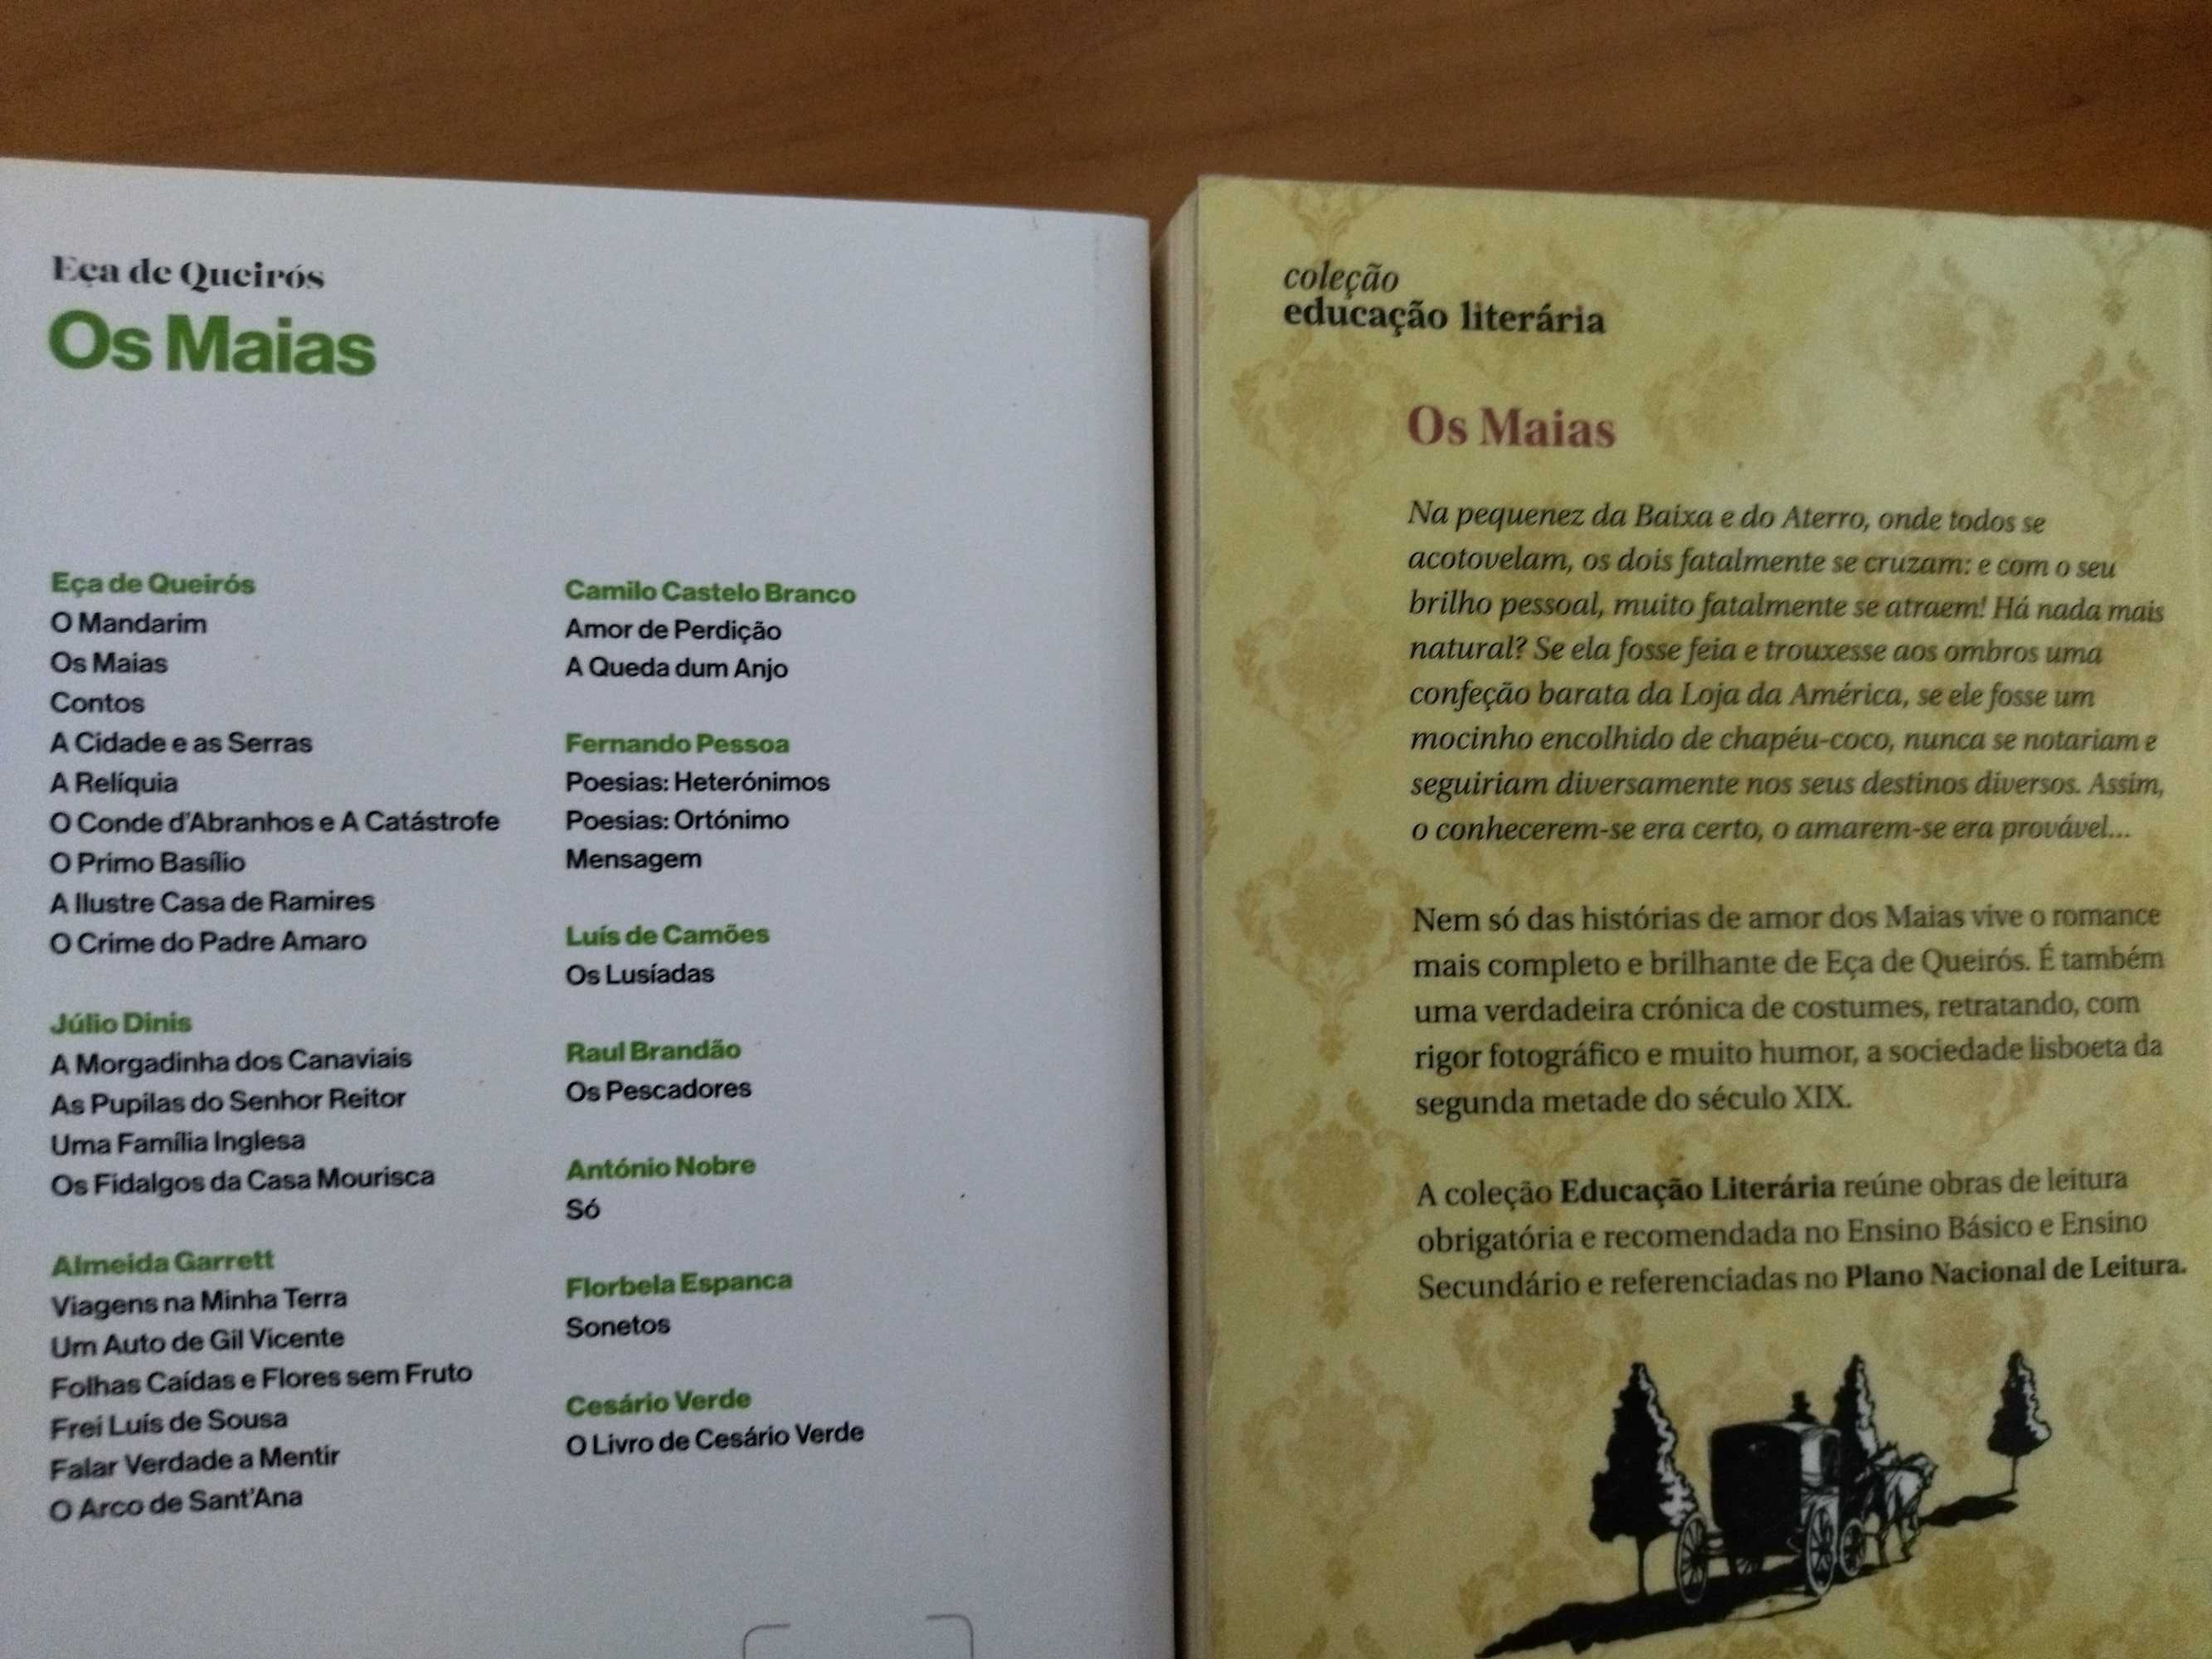 Eça de Queirós
Os Maias
Eça de Queirós
O Mandarim
Os Maias
Contos
A Cidade e as Serras
A Relíquia
O Conde d'Abranhos e A Catástrofe
O Primo Basílio
A Ilustre Casa de Ramires
O Crime do Padre Amaro
Júlio Dinis
A Morgadinha dos Canaviais
As Pupilas do Senhor Reitor
Uma Família Inglesa
Os Fidalgos da Casa Mourisca
Almeida Garrett
Viagens na Minha Terra
Um Auto de Gil Vicente
Folhas Caídas e Flores sem Fruto
Frei Luís de Sousa
Falar Verdade a Mentir
O Arco de Sant'Ana
Camilo Castelo Branco
Amor de Perdição
A Queda dum Anjo
Fernando Pessoa
Poesias: Heterónimos
Poesias: Ortónimo
Mensagem
Luís de Camões
Os Lusíadas
Raul Brandão
Os Pescadores
António Nobre
Só
Florbela Espanca
Sonetos
Cesário Verde
O Livro de Cesário Verde
coleção
educação literária
Os Maias
Na pequenez da Baixa e do Aterro, onde todos se
acotovelam, os dois fatalmente se cruzam: e com o seu
brilho pessoal, muito fatalmente se atraem! Há nada mais
natural? Se ela fosse feia e trouxesse aos ombros uma
confeção barata da Loja da América, se ele fosse um
mocinho encolhido de chapéu-coco, nunca se notariam e
seguiriam diversamente nos seus destinos diversos. Assim,
o conhecerem-se era certo, o amarem-se era provável...
Nem só das histórias de amor dos Maias vive o romance
mais completo e brilhante de Eça de Queirós. É também
uma verdadeira crónica de costumes, retratando, com
rigor fotográfico e muito humor, a sociedade lisboeta da
segunda metade do século XIX.
A coleção Educação Literária reúne obras de leitura
obrigatória e recomendada no Ensino Básico e Ensino
Secundário e referenciadas no Plano Nacional de Leitura.